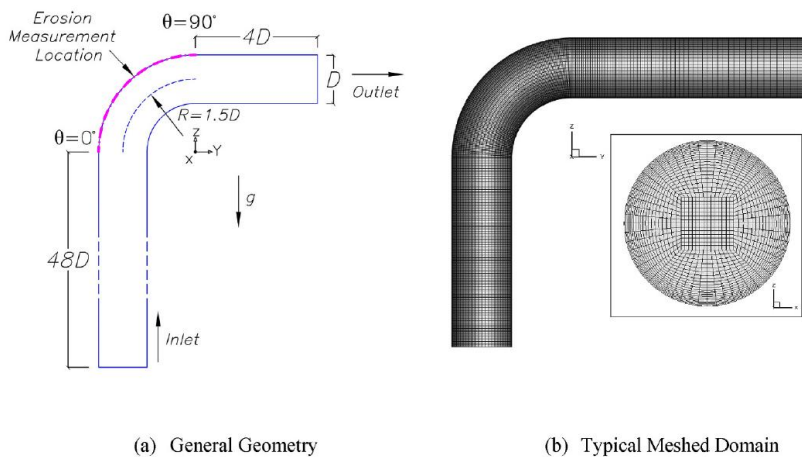 θ=90°
Erosion
Measurement
Location
4D
D
Outlet
R=1.5D
θ=0°
Z
Y
X
g
48D
Inlet
Z
X
Y
Z
X
(a) General Geometry
(b) Typical Meshed Domain